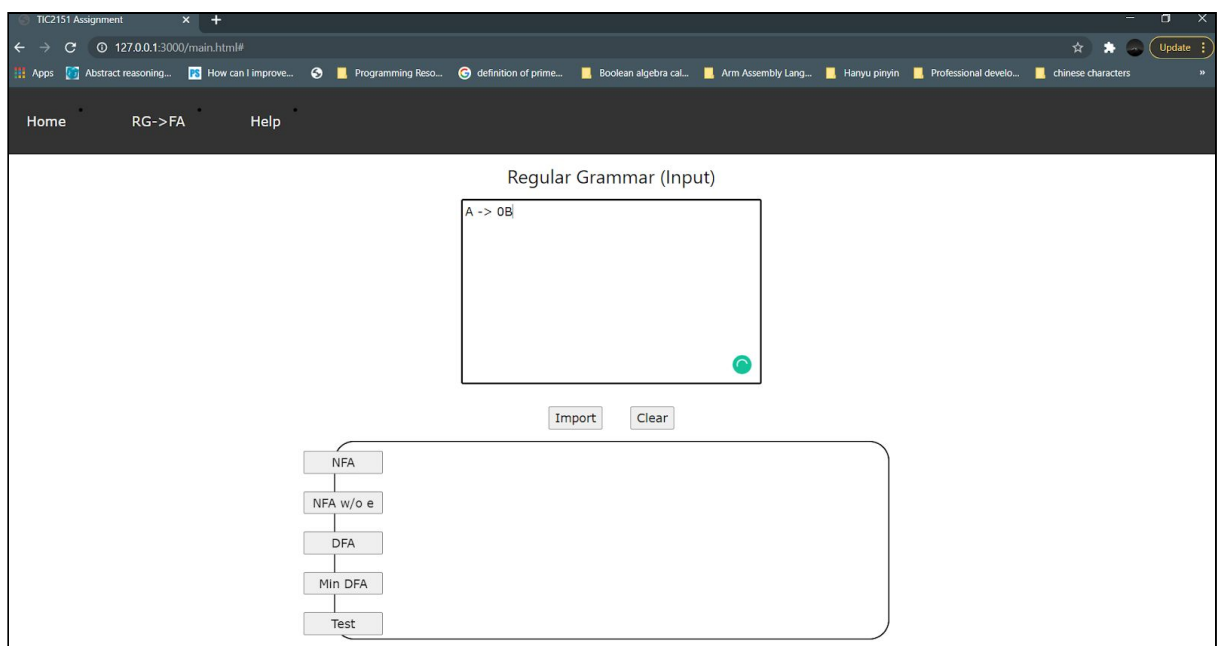 TIC2151 Assignment
127.0.0.1:3000/main.html#
Update
Apps Abstract reasoning... PS How can I improve... Programming Reso... G definition of prime... Boolean algebra cal... Arm Assembly Lang... Hanyu pinyin Professional develo... chinese characters »
Home RG->FA Help
Regular Grammar (Input)
A -> 0B
Import Clear
NFA
NFA w/o e
DFA
Min DFA
Test